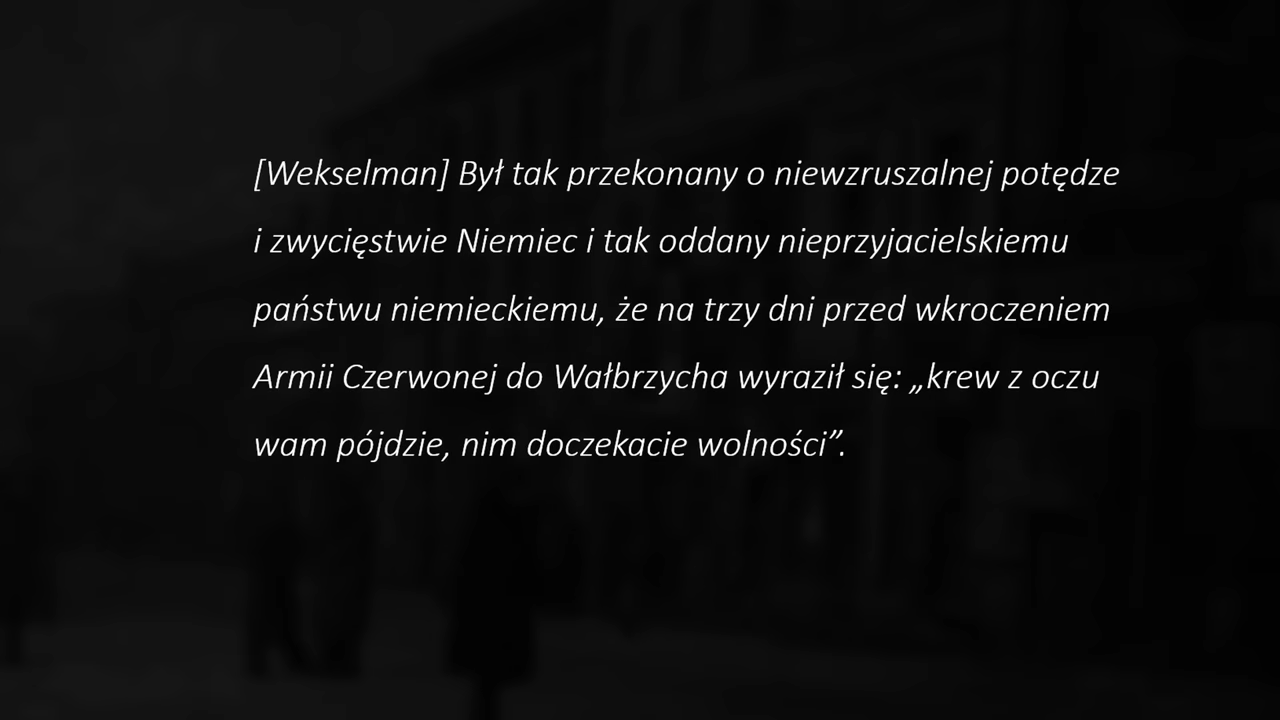 [Wekselman] Był tak przekonany o niewzruszalnej potędze
i zwycięstwie Niemiec i tak oddany nieprzyjacielskiemu
państwu niemieckiemu, że na trzy dni przed wkroczeniem
Armii Czerwonej do Wałbrzycha wyraził się: „krew z oczu
wam pójdzie, nim doczekacie wolności”.